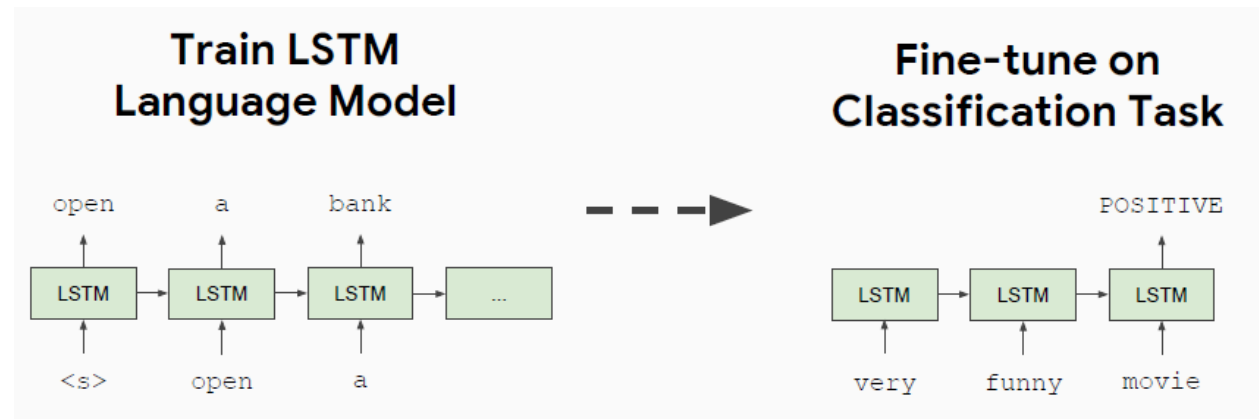 Train LSTM
Language Model
open a bank
LSTM LSTM LSTM ...
<s> open a
Fine-tune on
Classification Task
POSITIVE
LSTM LSTM LSTM
very funny movie